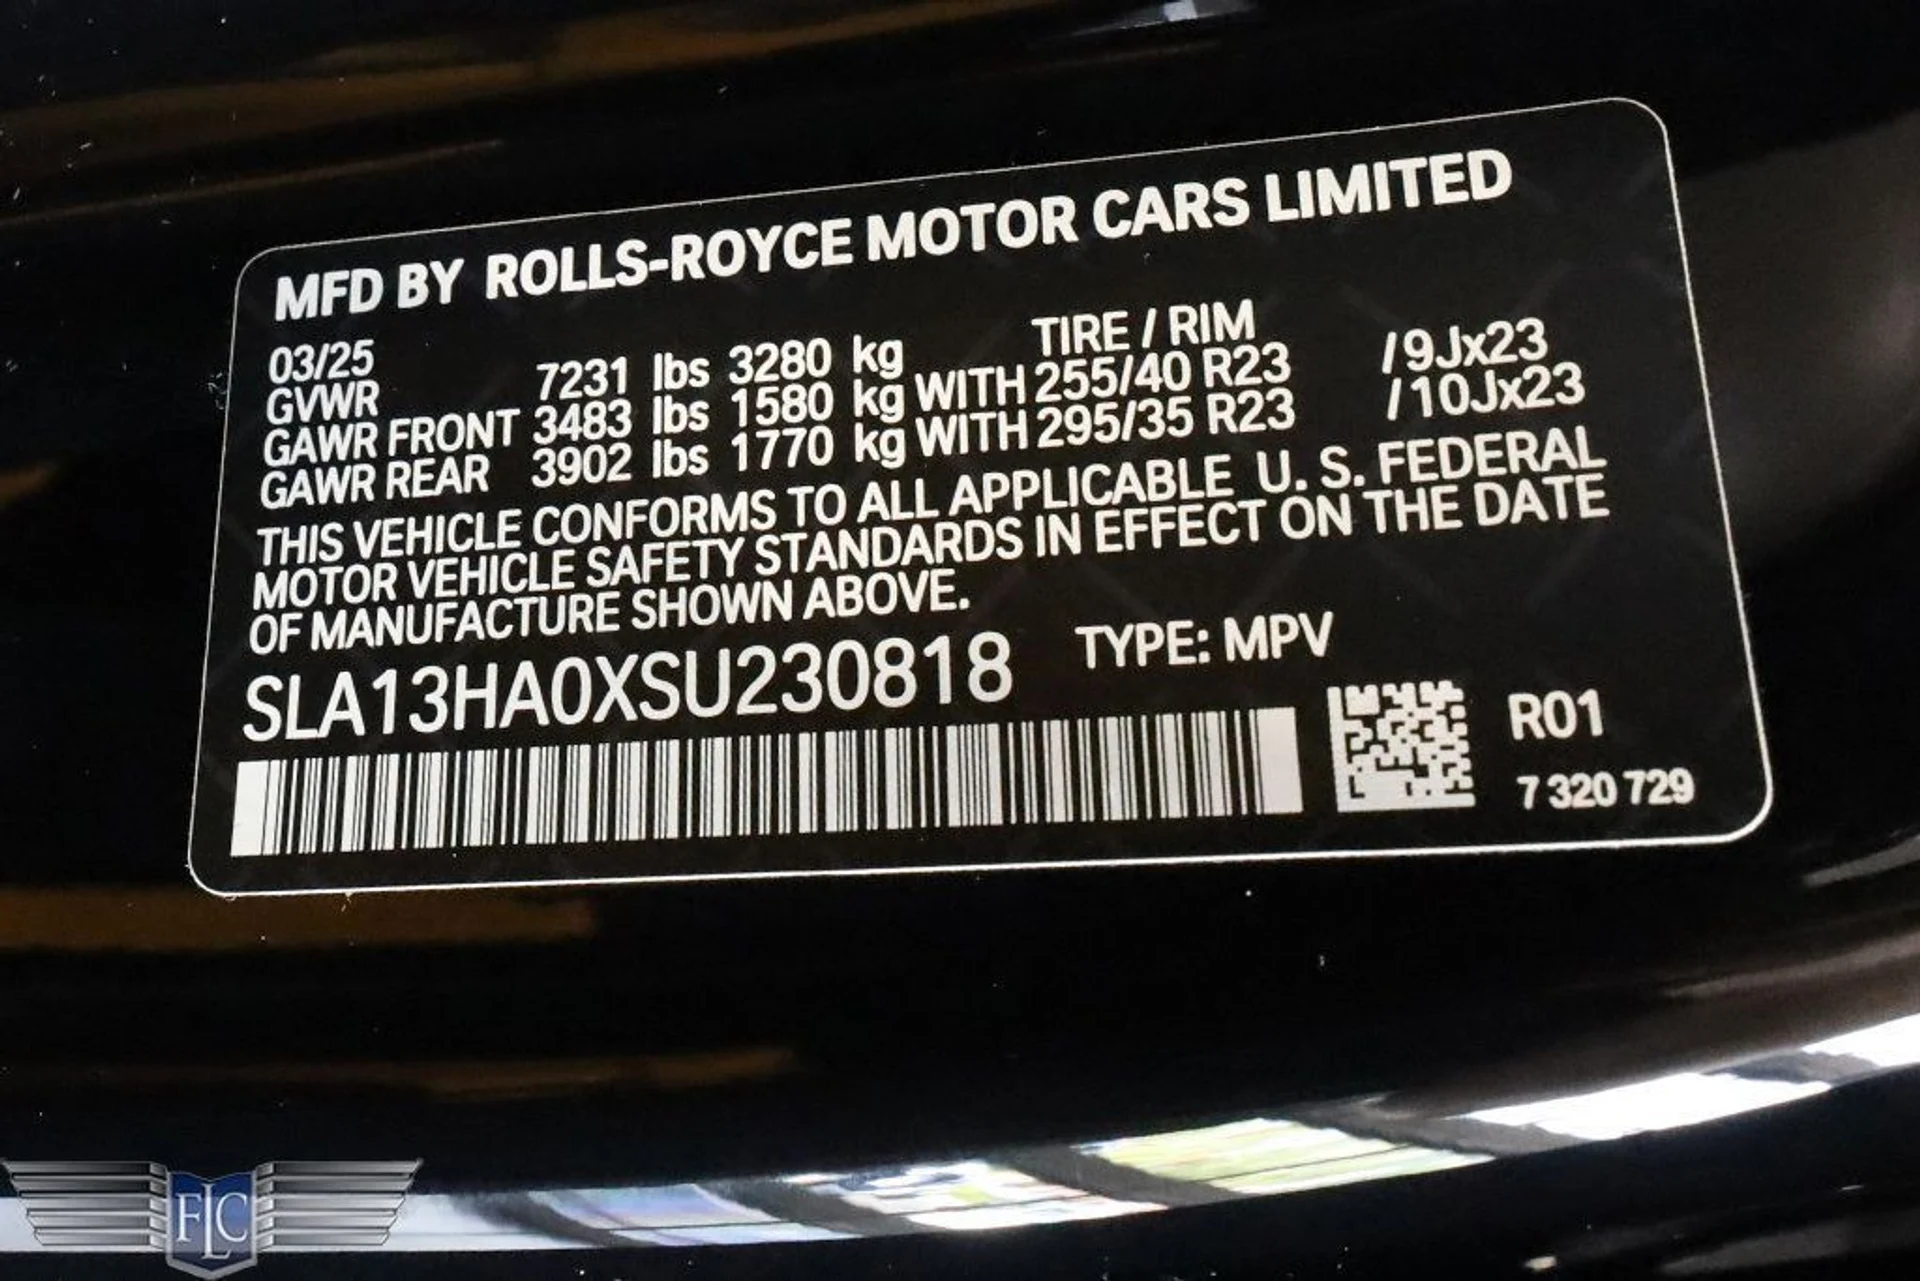 MFD BY ROLLS-ROYCE MOTOR CARS LIMITED
03/25 TIRE / RIM
GVWR 7231 lbs 3280 kg
GAWR FRONT 3483 lbs 1580 kg WITH 255/40 R23 /9Jx23
GAWR REAR 3902 lbs 1770 kg WITH 295/35 R23 /10Jx23
THIS VEHICLE CONFORMS TO ALL APPLICABLE U. S. FEDERAL
MOTOR VEHICLE SAFETY STANDARDS IN EFFECT ON THE DATE
OF MANUFACTURE SHOWN ABOVE.
SLA13HA0XSU230818 TYPE: MPV
R01
7 320 729
FLC